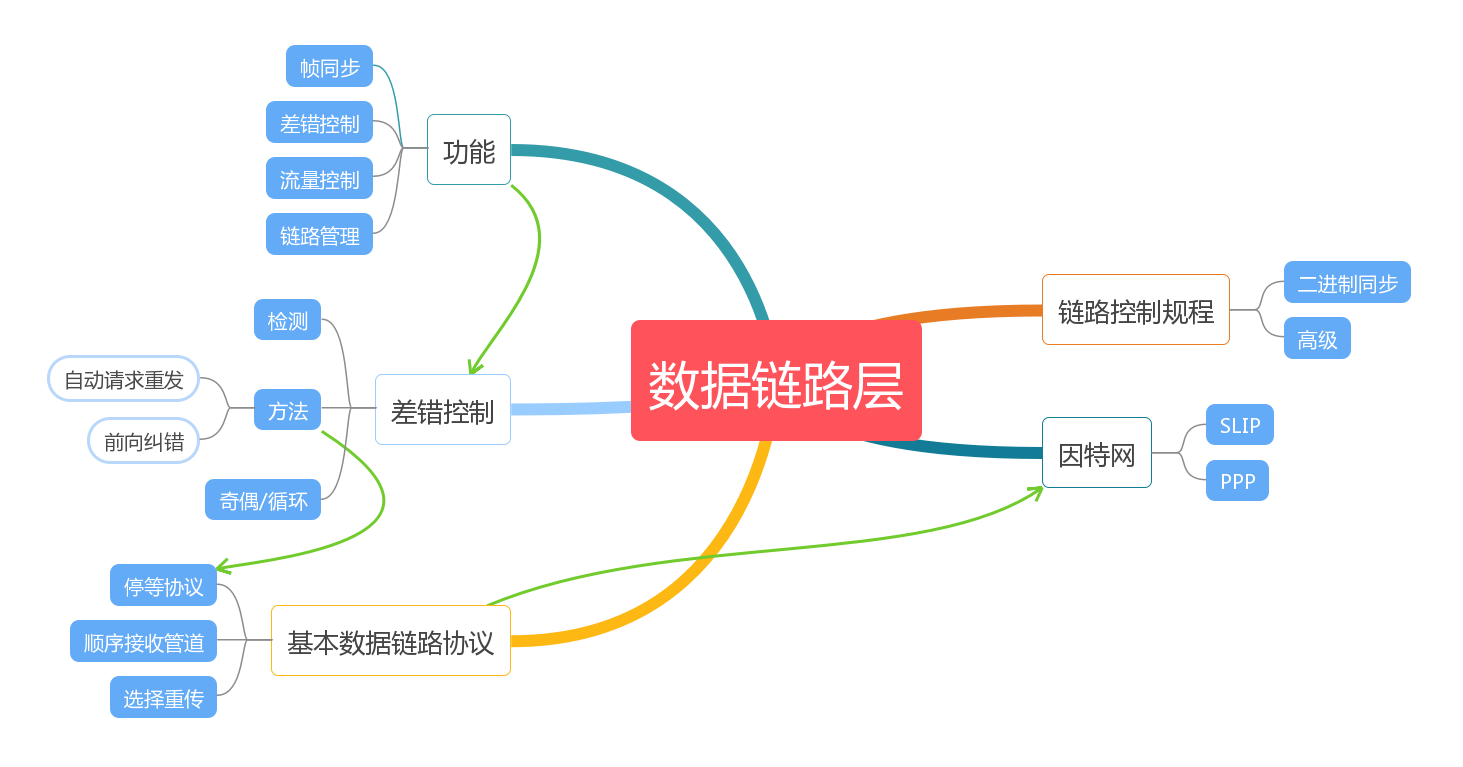 数据链路层
功能
帧同步
差错控制
流量控制
链路管理
差错控制
检测
方法
自动请求重发
前向纠错
奇偶/循环
基本数据链路协议
停等协议
顺序接收管道
选择重传
链路控制规程
二进制同步
高级
因特网
SLIP
PPP